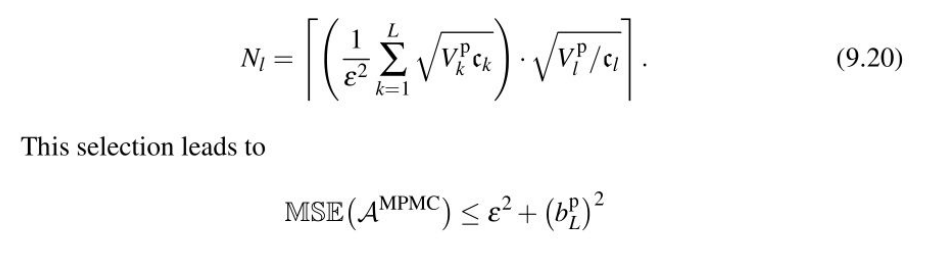 N_l = ⌈( 1/ε² ∑_{k=1}^{L} √(V_k^p 𝔠_k) ) · √(V_l^p/𝔠_l)⌉. (9.20)
This selection leads to
𝕄𝕊𝔼(𝒜^MPMC) ≤ ε² + (b_L^p)²